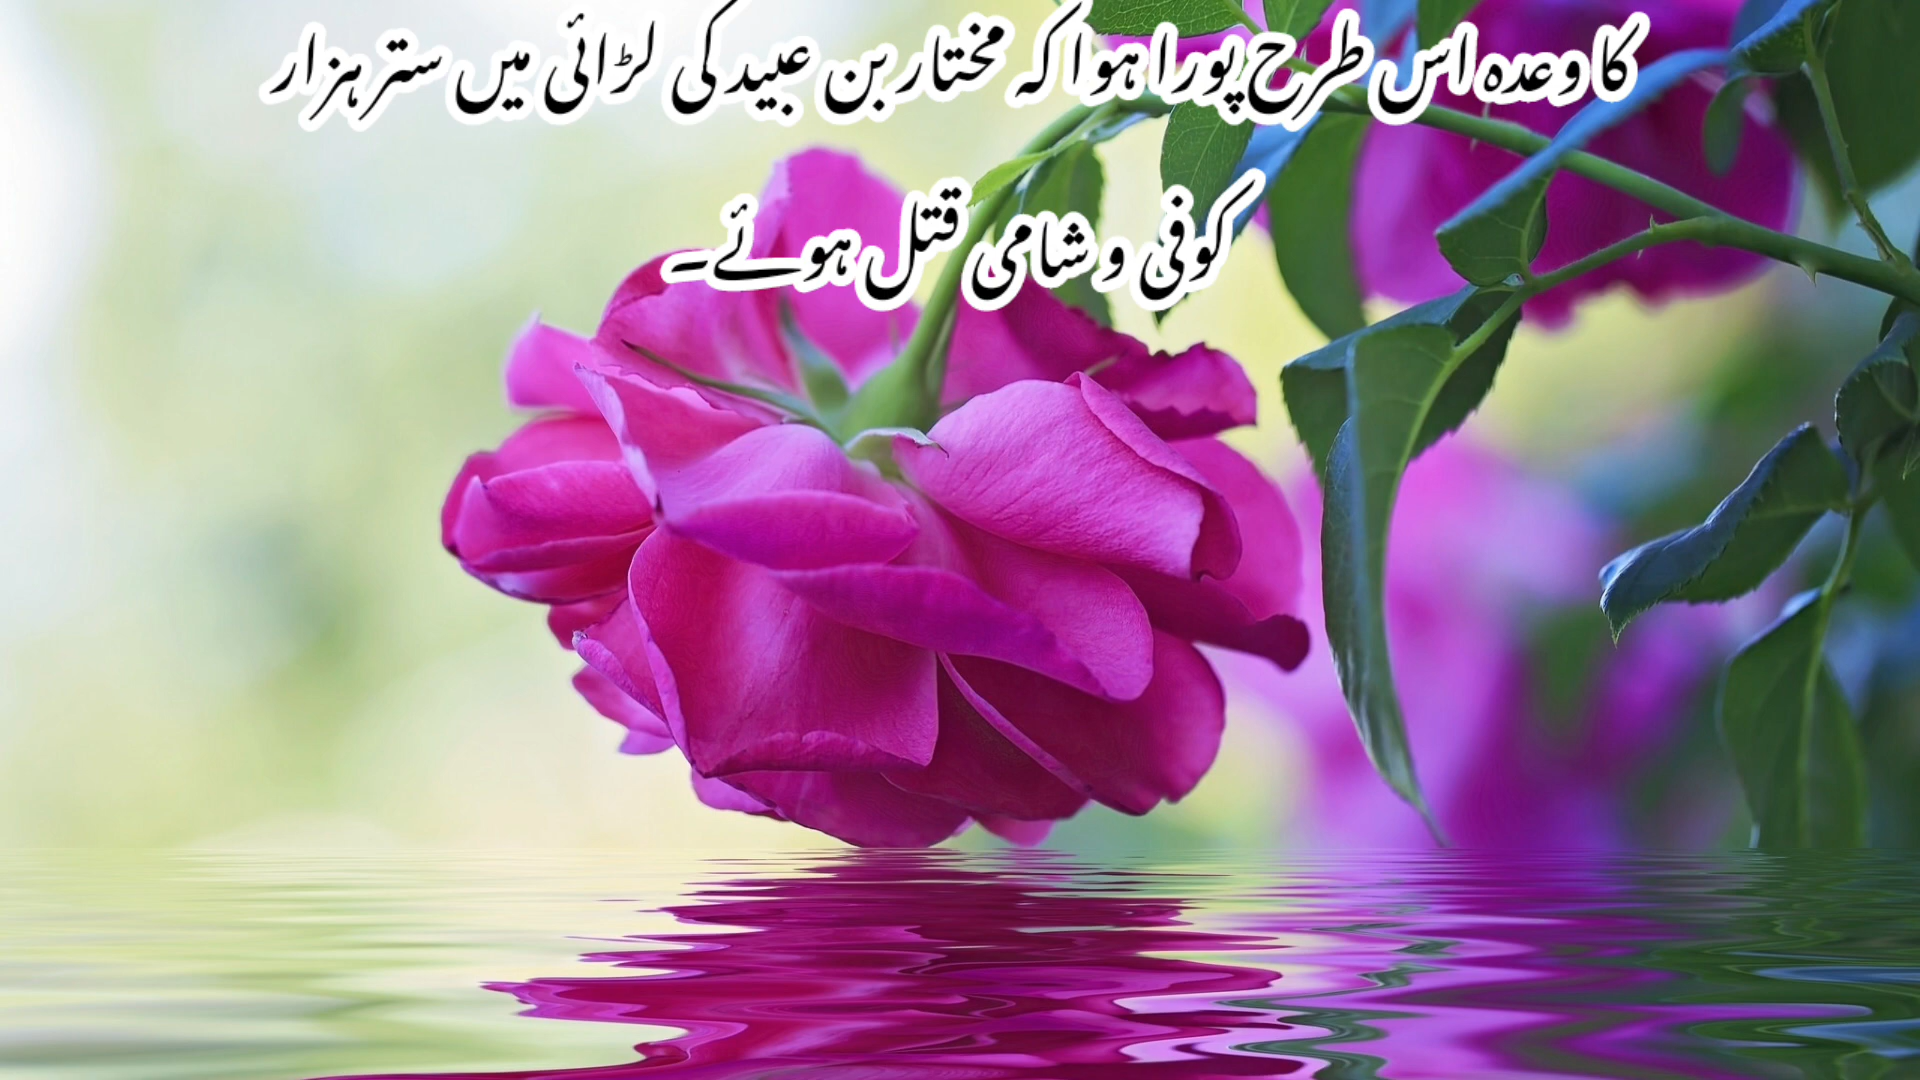 کا وعدہ اس طرح پورا ہوا کہ مختار بن عبید کی لڑائی میں ستر ہزار
کوفی و شامی قتل ہوئے۔